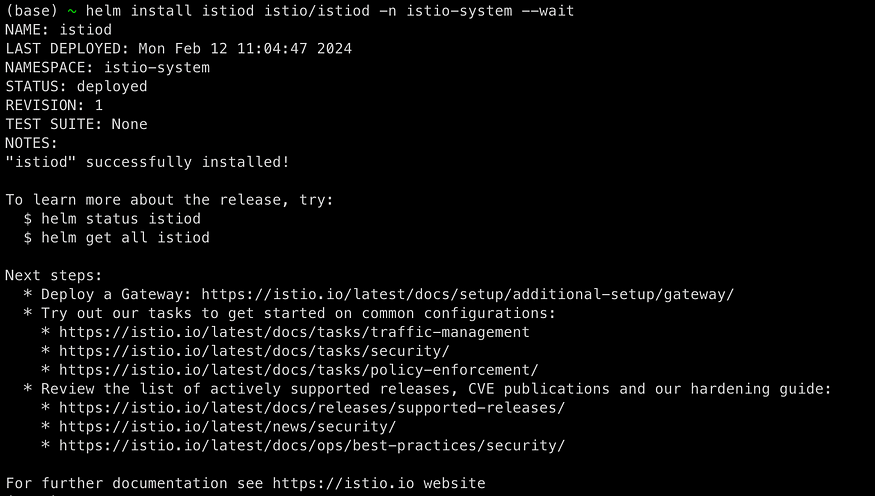 (base) ~ helm install istiod istio/istiod -n istio-system --wait
NAME: istiod
LAST DEPLOYED: Mon Feb 12 11:04:47 2024
NAMESPACE: istio-system
STATUS: deployed
REVISION: 1
TEST SUITE: None
NOTES:
"istiod" successfully installed!

To learn more about the release, try:
  $ helm status istiod
  $ helm get all istiod

Next steps:
  * Deploy a Gateway: https://istio.io/latest/docs/setup/additional-setup/gateway/
  * Try out our tasks to get started on common configurations:
    * https://istio.io/latest/docs/tasks/traffic-management
    * https://istio.io/latest/docs/tasks/security/
    * https://istio.io/latest/docs/tasks/policy-enforcement/
  * Review the list of actively supported releases, CVE publications and our hardening guide:
    * https://istio.io/latest/docs/releases/supported-releases/
    * https://istio.io/latest/news/security/
    * https://istio.io/latest/docs/ops/best-practices/security/

For further documentation see https://istio.io website